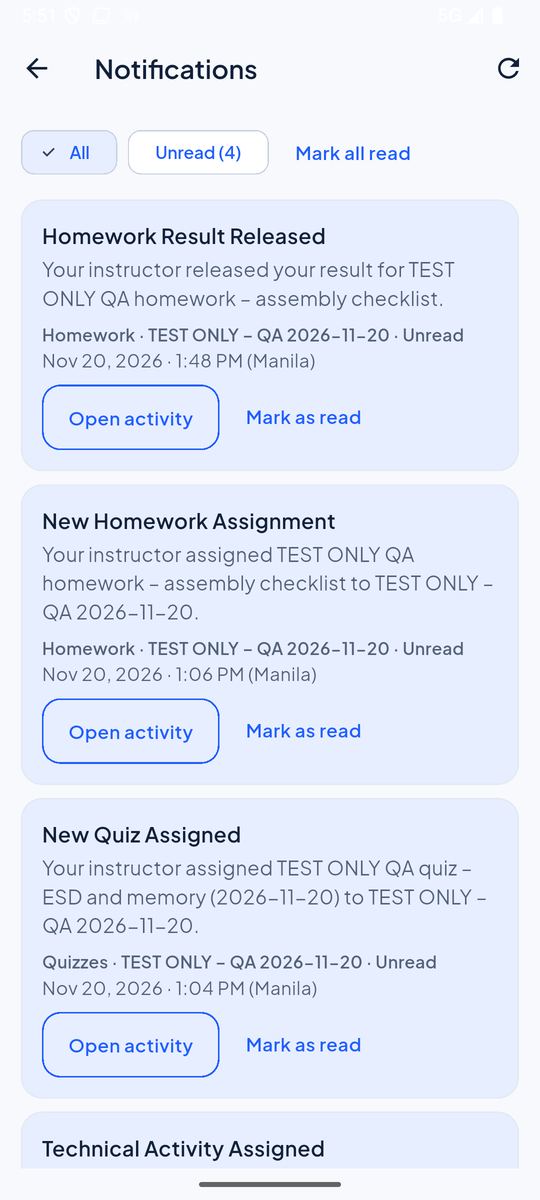 5:51
5G
Notifications
All
Unread (4)
Mark all read
Homework Result Released
Your instructor released your result for TEST
ONLY QA homework – assembly checklist.
Homework · TEST ONLY – QA 2026-11-20 · Unread
Nov 20, 2026 · 1:48 PM (Manila)
Open activity
Mark as read
New Homework Assignment
Your instructor assigned TEST ONLY QA
homework – assembly checklist to TEST ONLY –
QA 2026-11-20.
Homework · TEST ONLY – QA 2026-11-20 · Unread
Nov 20, 2026 · 1:06 PM (Manila)
Open activity
Mark as read
New Quiz Assigned
Your instructor assigned TEST ONLY QA quiz –
ESD and memory (2026-11-20) to TEST ONLY –
QA 2026-11-20.
Quizzes · TEST ONLY – QA 2026-11-20 · Unread
Nov 20, 2026 · 1:04 PM (Manila)
Open activity
Mark as read
Technical Activity Assigned